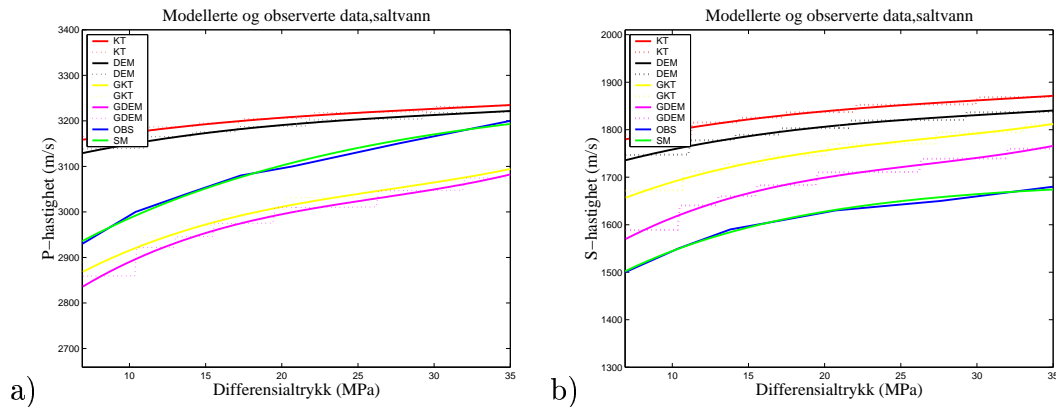 Modellerte og observerte data,saltvann
3400
3300
3200
3100
3000
2900
2800
2700
P−hastighet (m/s)
KT
KT
DEM
DEM
GKT
GKT
GDEM
GDEM
OBS
SM
10 15 20 25 30 35
Differensialtrykk (MPa)
a)
Modellerte og observerte data,saltvann
2000
1900
1800
1700
1600
1500
1400
1300
S−hastighet (m/s)
KT
KT
DEM
DEM
GKT
GKT
GDEM
GDEM
OBS
SM
10 15 20 25 30 35
Differensialtrykk (MPa)
b)